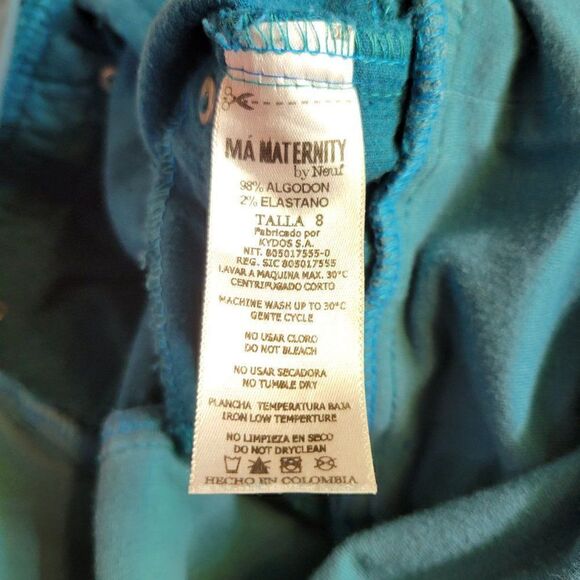 MÁ MATERNITY
by Neuf
98% ALGODON
2% ELASTANO
TALLA 8
Fabricado por
KYDOS S.A.
NIT. 805017555-0
REG. SIC 805017555
LAVAR A MAQUINA MAX. 30°C
CENTRIFUGADO CORTO
MACHINE WASH UP TO 30°C
GENTE CYCLE
NO USAR CLORO
DO NOT BLEACH
NO USAR SECADORA
NO TUMBLE DRY
PLANCHA TEMPERATURA BAJA
IRON LOW TEMPERTURE
NO LIMPIEZA EN SECO
DO NOT DRYCLEAN
HECHO EN COLOMBIA